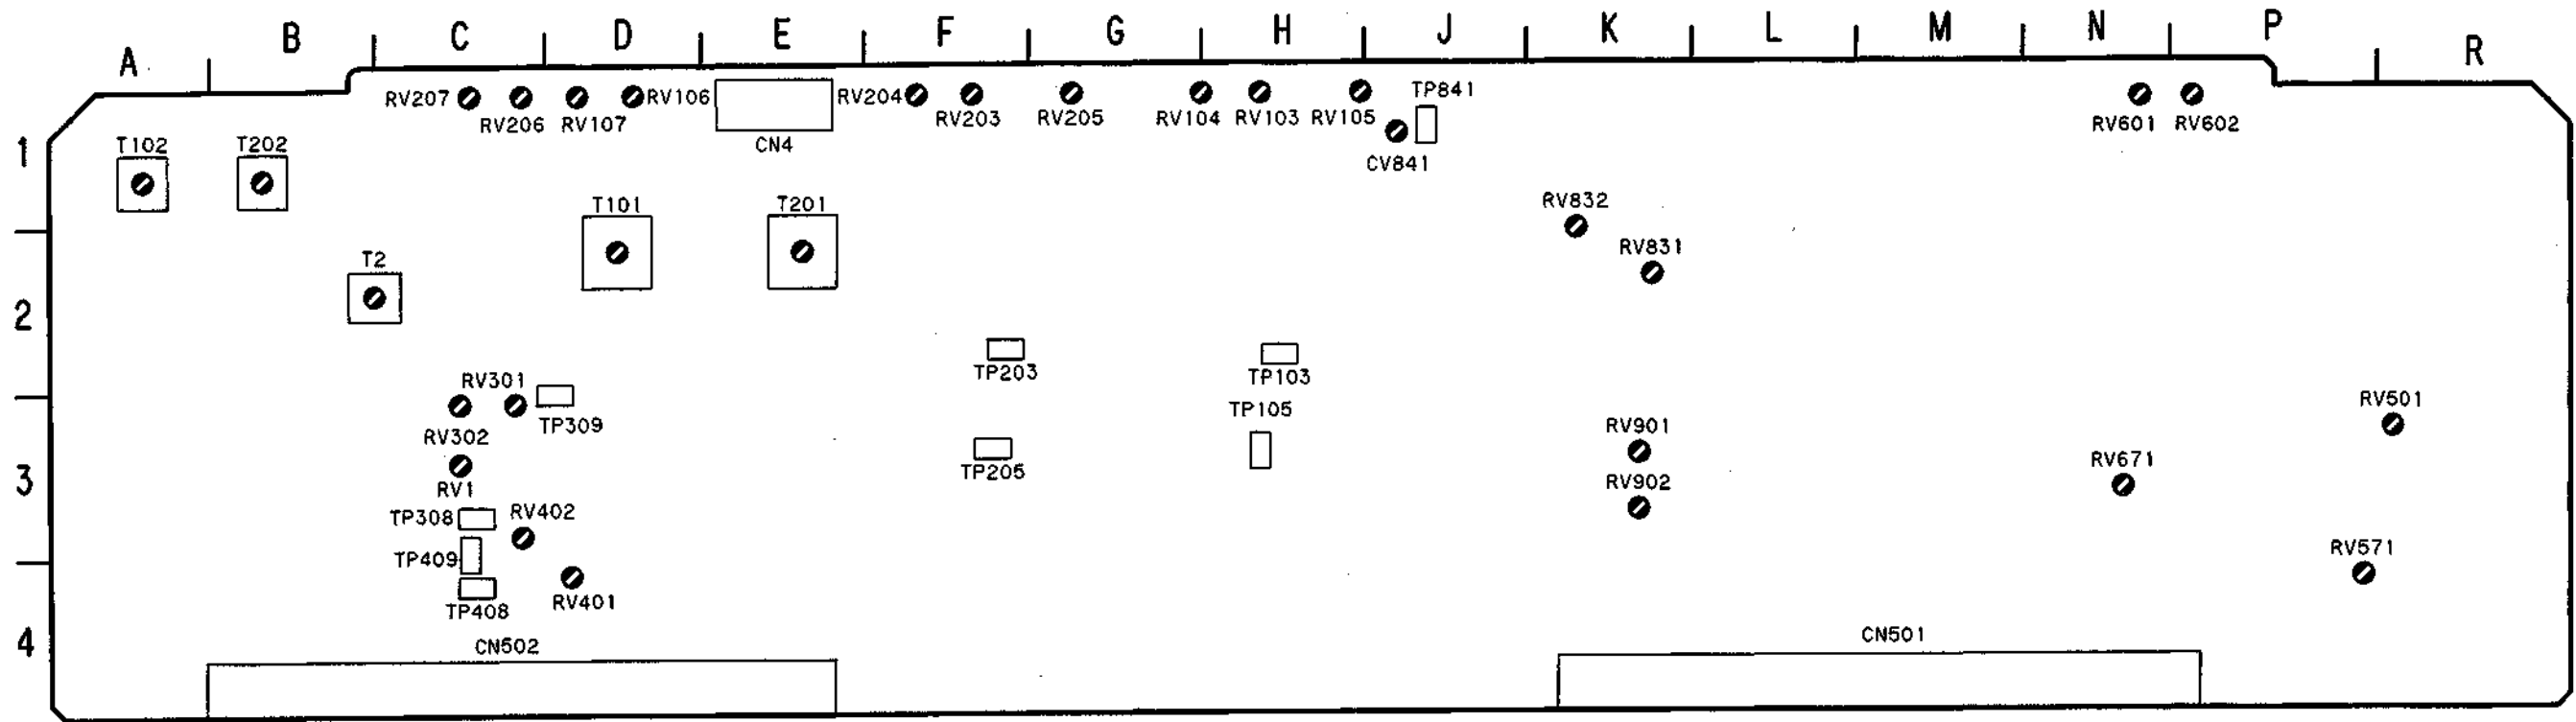 A B C D E F G H J K L M N P R
RV207 RV206 RV107 RV106 CN4 RV204 RV203 RV205 RV104 RV103 RV105 TP841 CV841 RV601 RV602
1
T102 T202
T101 T201 RV832
RV831
T2
2
TP203 TP103
RV301 TP309 TP105 RV501
RV302 RV901
TP205 RV671
3
RV1 RV902
TP308 RV402
TP409 RV571
TP408 RV401
4
CN502 CN501